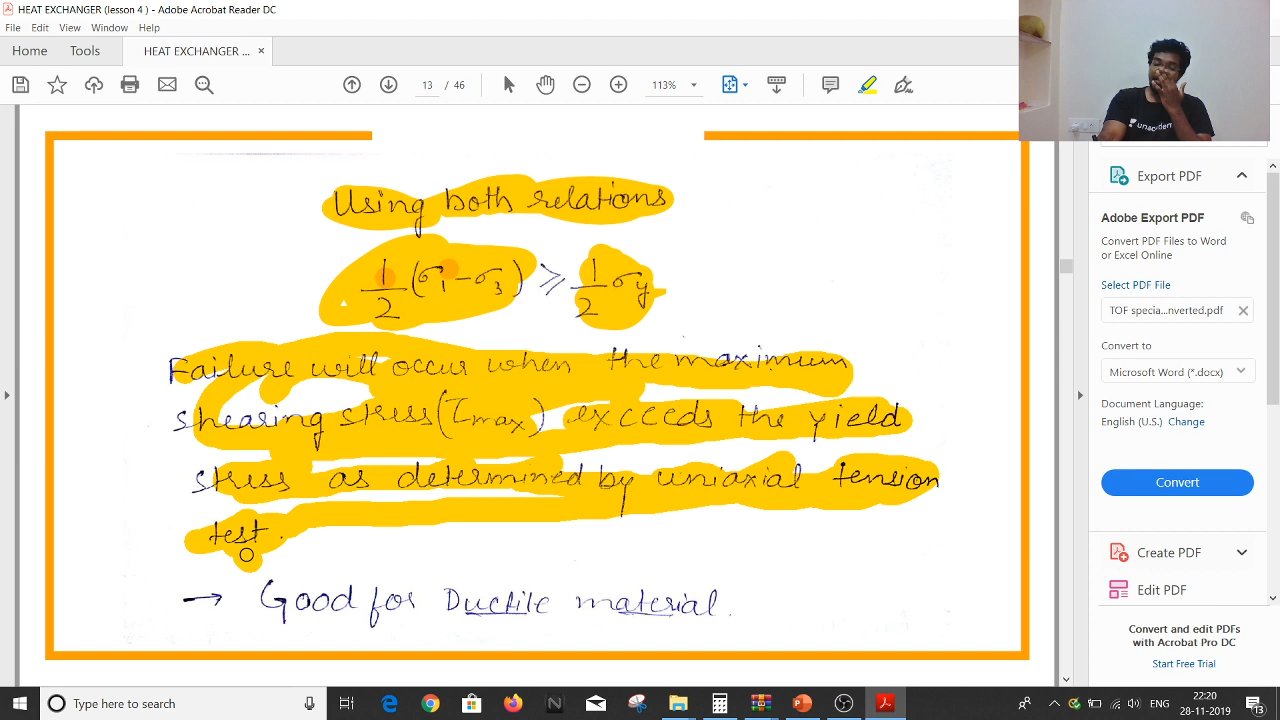 HEAT EXCHANGER (lesson 4 ) - Adobe Acrobat Reader DC
File Edit View Window Help
Home Tools HEAT EXCHANGER ... ×
13 / 46 113%
Using both relations
1/2 (σ1 - σ3) ⩾ 1/2 σy
Failure will occur when the maximum
shearing stress (τmax) exceeds the yield
stress as determined by uniaxial tension
test.
→ Good for Ductile material.
Export PDF
Adobe Export PDF
Convert PDF Files to Word
or Excel Online
Select PDF File
TOF specia...nverted.pdf
Convert to
Microsoft Word (*.docx)
Document Language:
English (U.S.) Change
Convert
Create PDF
Edit PDF
Convert and edit PDFs
with Acrobat Pro DC
Start Free Trial
Type here to search
ENG
22:20
28-11-2019